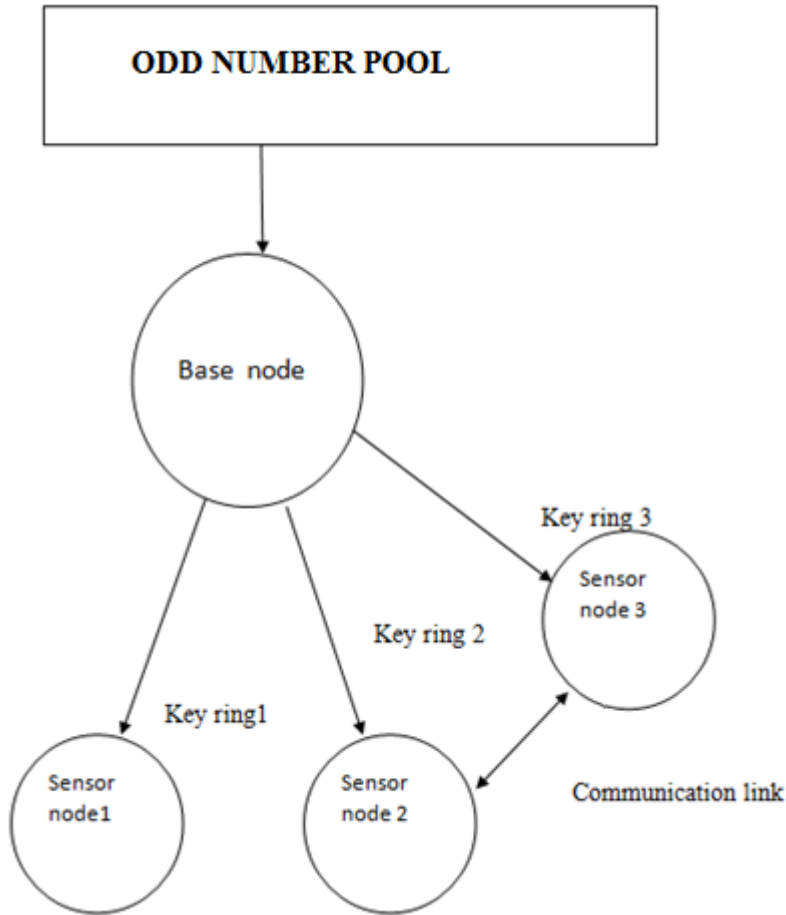 ODD NUMBER POOL
Base node
Key ring 3
Sensor
node 3
Key ring 2
Key ring1
Sensor
node1
Sensor
node 2
Communication link